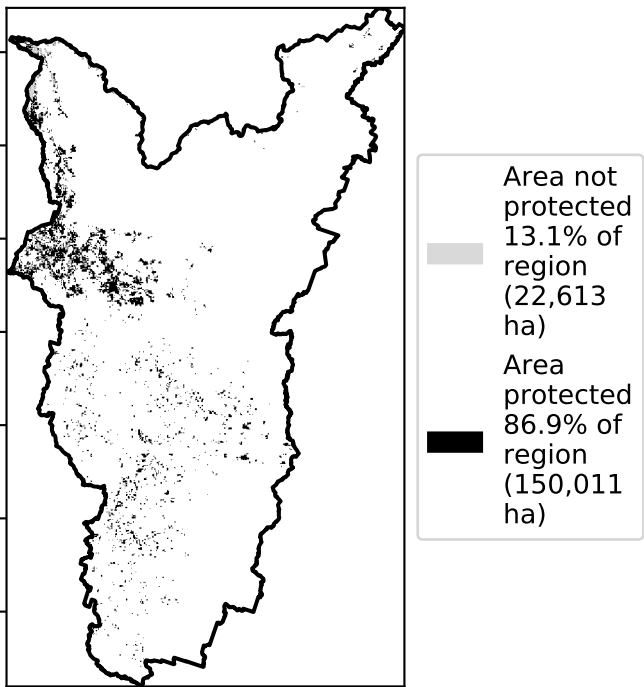 Area not
protected
13.1% of
region
(22,613
ha)
Area
protected
86.9% of
region
(150,011
ha)